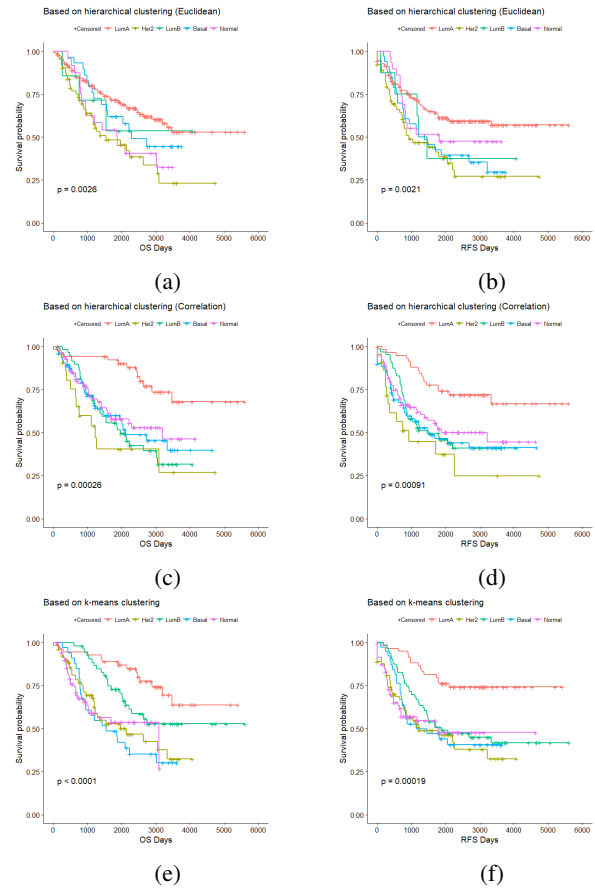 Based on hierarchical clustering (Euclidean)
+Censored LumA Her2 LumB Basal Normal
Survival probability
1.00
0.75
0.50
0.25
0.00
p = 0.0026
0 1000 2000 3000 4000 5000 6000
OS Days
(a)
Based on hierarchical clustering (Euclidean)
+Censored LumA Her2 LumB Basal Normal
Survival probability
1.00
0.75
0.50
0.25
0.00
p = 0.0021
0 1000 2000 3000 4000 5000 6000
RFS Days
(b)
Based on hierarchical clustering (Correlation)
+Censored LumA Her2 LumB Basal Normal
Survival probability
1.00
0.75
0.50
0.25
0.00
p = 0.00026
0 1000 2000 3000 4000 5000 6000
OS Days
(c)
Based on hierarchical clustering (Correlation)
+Censored LumA Her2 LumB Basal Normal
Survival probability
1.00
0.75
0.50
0.25
0.00
p = 0.00091
0 1000 2000 3000 4000 5000 6000
RFS Days
(d)
Based on k-means clustering
+Censored LumA Her2 LumB Basal Normal
Survival probability
1.00
0.75
0.50
0.25
0.00
p < 0.0001
0 1000 2000 3000 4000 5000 6000
OS Days
(e)
Based on k-means clustering
+Censored LumA Her2 LumB Basal Normal
Survival probability
1.00
0.75
0.50
0.25
0.00
p = 0.00019
0 1000 2000 3000 4000 5000 6000
RFS Days
(f)